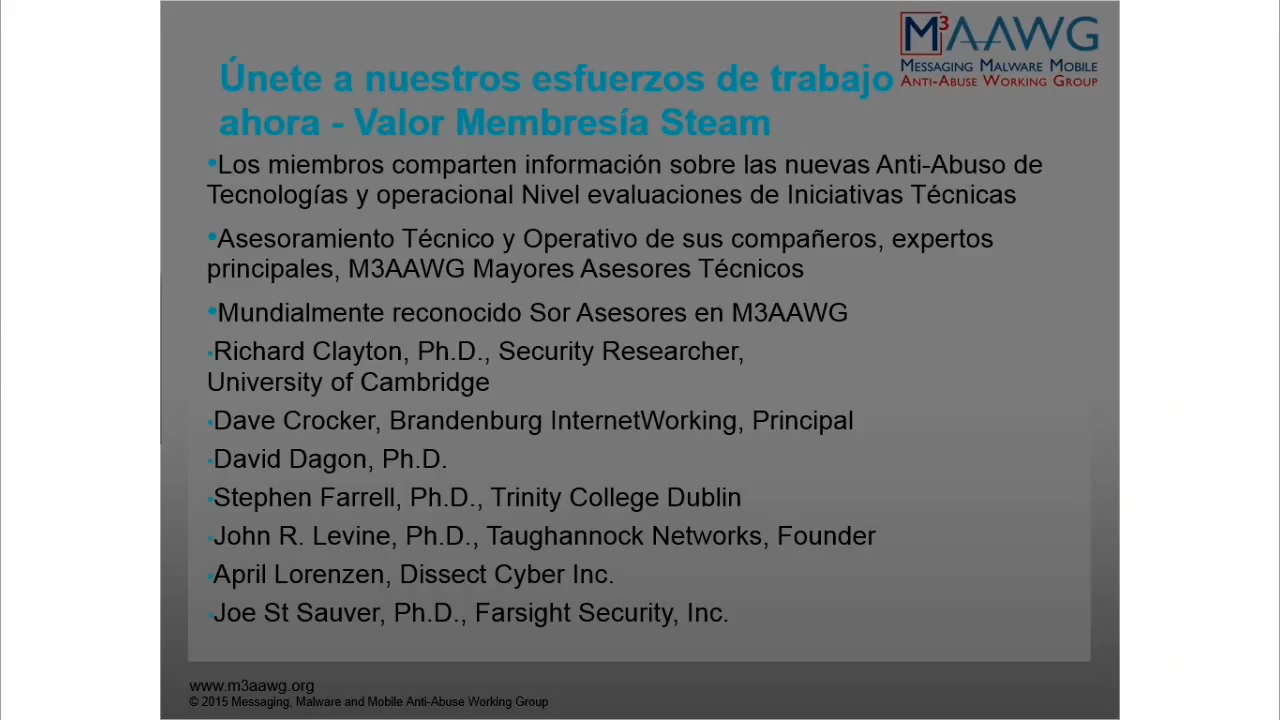 M3AAWG
MESSAGING MALWARE MOBILE
ANTI-ABUSE WORKING GROUP
Únete a nuestros esfuerzos de trabajo
ahora - Valor Membresía Steam
•Los miembros comparten información sobre las nuevas Anti-Abuso de
Tecnologías y operacional Nivel evaluaciones de Iniciativas Técnicas
•Asesoramiento Técnico y Operativo de sus compañeros, expertos
principales, M3AAWG Mayores Asesores Técnicos
•Mundialmente reconocido Sor Asesores en M3AAWG
•Richard Clayton, Ph.D., Security Researcher,
University of Cambridge
•Dave Crocker, Brandenburg InternetWorking, Principal
•David Dagon, Ph.D.
•Stephen Farrell, Ph.D., Trinity College Dublin
•John R. Levine, Ph.D., Taughannock Networks, Founder
•April Lorenzen, Dissect Cyber Inc.
•Joe St Sauver, Ph.D., Farsight Security, Inc.
www.m3aawg.org
© 2015 Messaging, Malware and Mobile Anti-Abuse Working Group